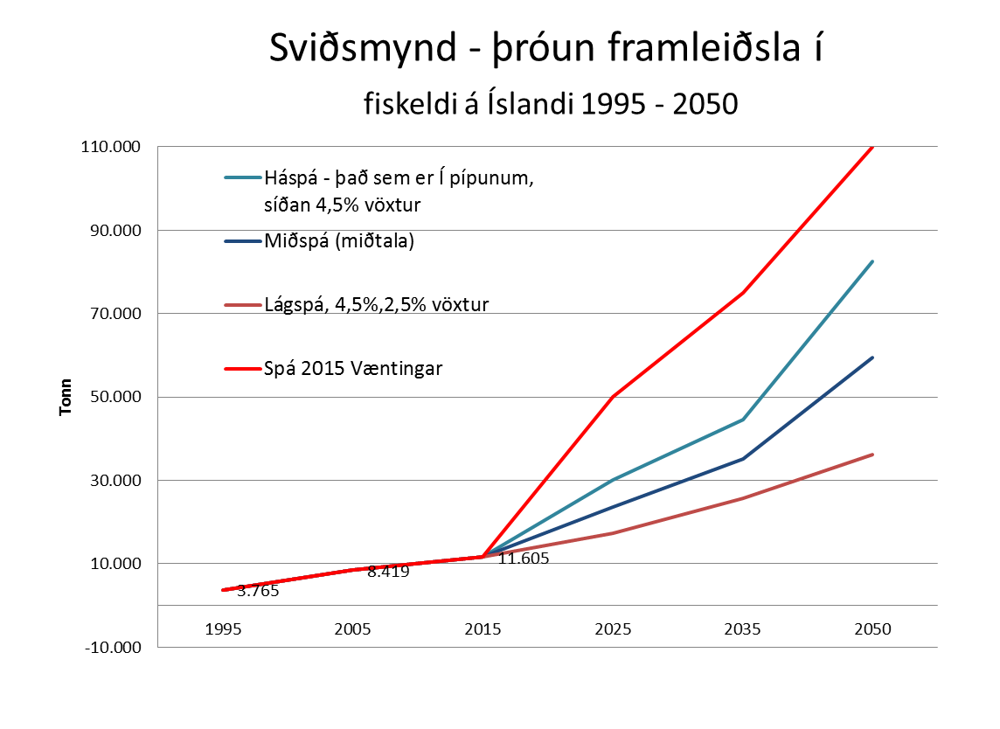 Sviðsmynd - þróun framleiðsla í
fiskeldi á Íslandi 1995 - 2050
110.000
90.000
70.000
50.000
30.000
10.000
-10.000
Tonn
Háspá - það sem er Í pípunum,
síðan 4,5% vöxtur
Miðspá (miðtala)
Lágspá, 4,5%,2,5% vöxtur
Spá 2015 Væntingar
3.765
8.419
11.605
1995
2005
2015
2025
2035
2050